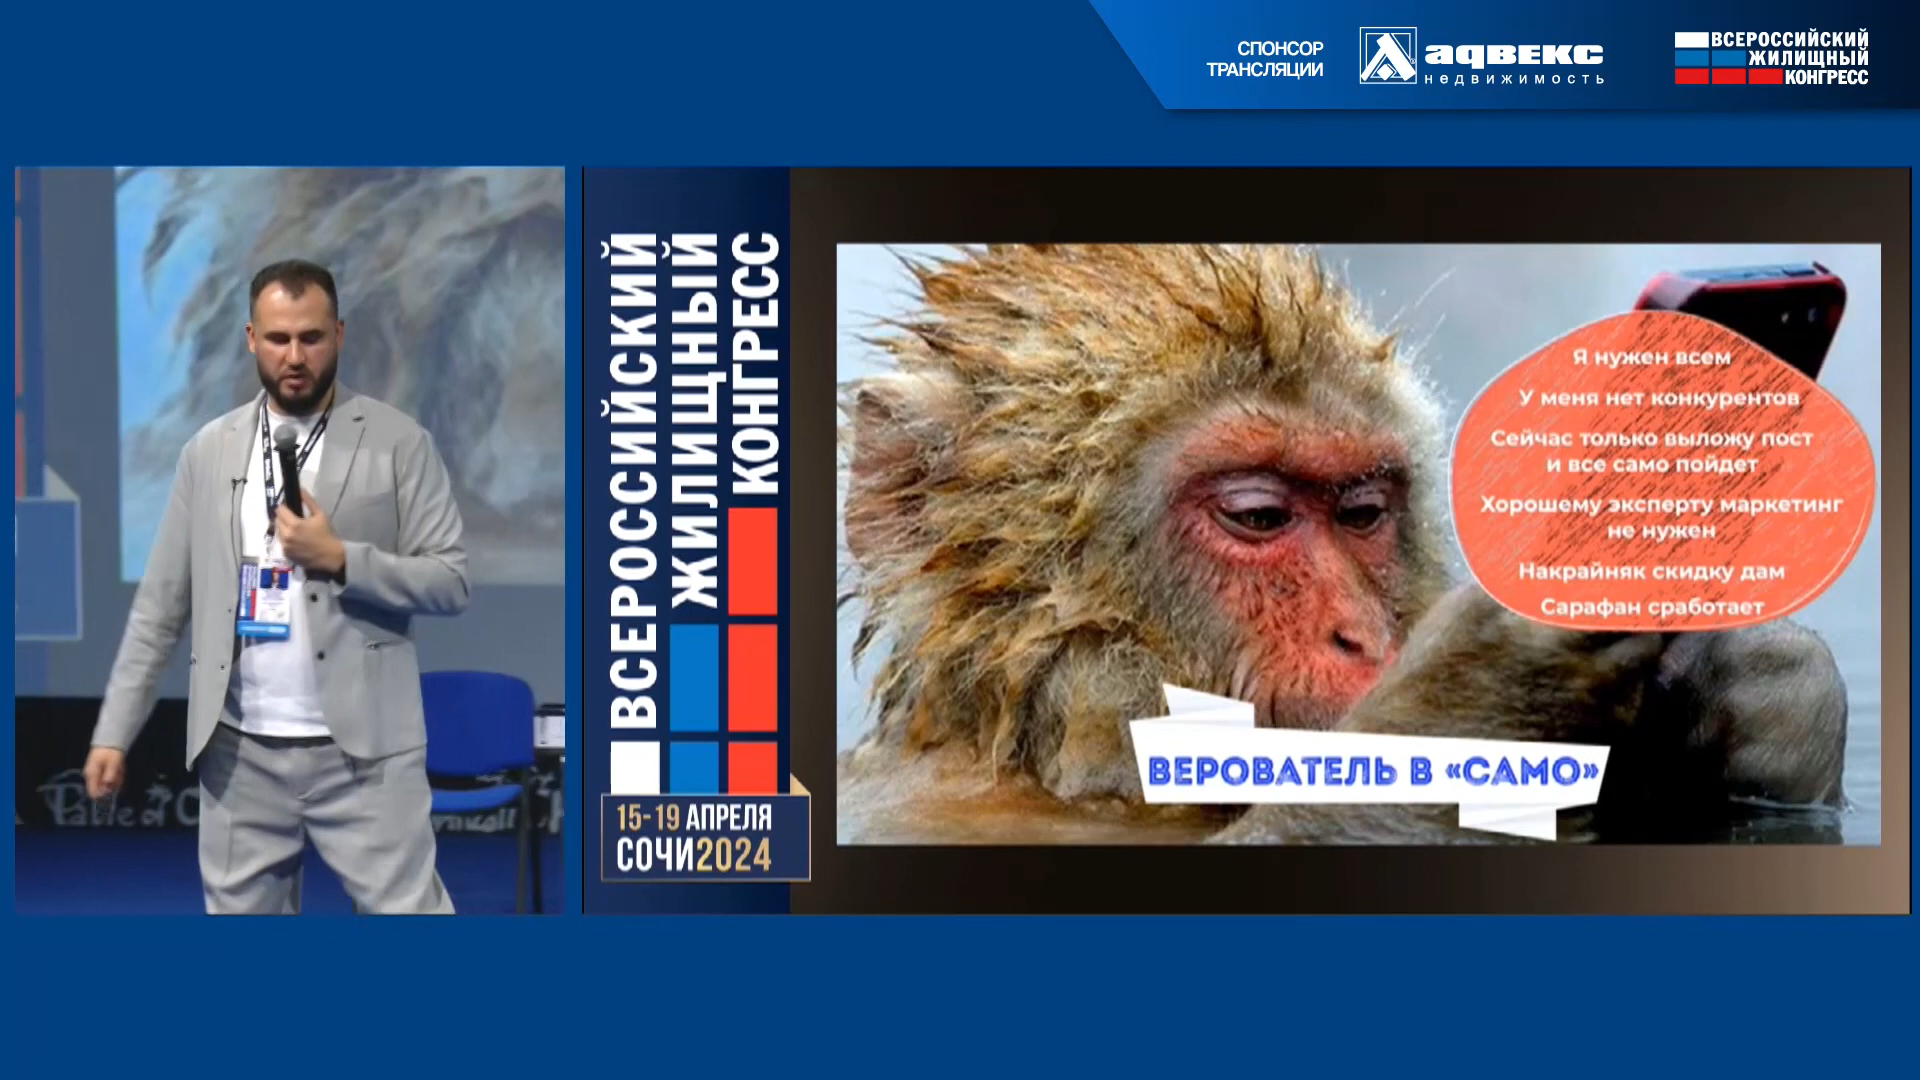 СПОНСОР
ТРАНСЛЯЦИИ
адвекс
недвижимость
ВСЕРОССИЙСКИЙ
ЖИЛИЩНЫЙ
КОНГРЕСС
ВСЕРОССИЙСКИЙ
ЖИЛИЩНЫЙ
КОНГРЕСС
15-19 АПРЕЛЯ
СОЧИ2024
Я нужен всем
У меня нет конкурентов
Сейчас только выложу пост
и все само пойдет
Хорошему эксперту маркетинг
не нужен
Накрайняк скидку дам
Сарафан сработает
ВЕРОВАТЕЛЬ В «САМО»